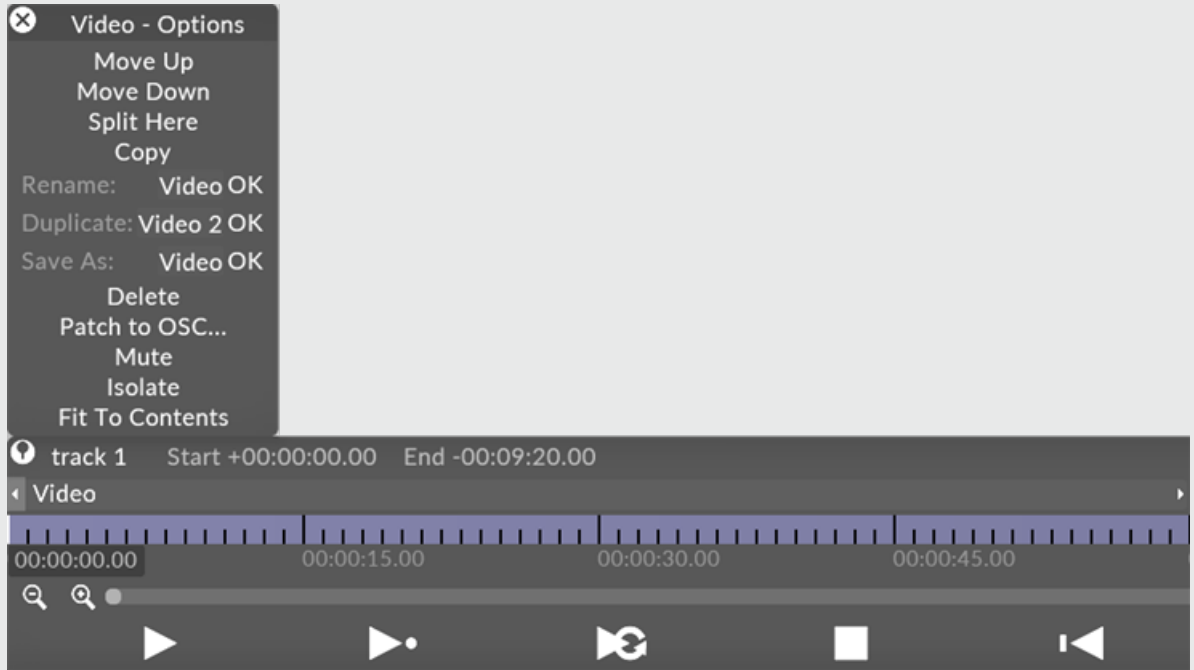 Video - Options
Move Up
Move Down
Split Here
Copy
Rename: Video OK
Duplicate: Video 2 OK
Save As: Video OK
Delete
Patch to OSC...
Mute
Isolate
Fit To Contents
track 1 Start +00:00:00.00 End -00:09:20.00
Video
00:00:00.00 00:00:15.00 00:00:30.00 00:00:45.00